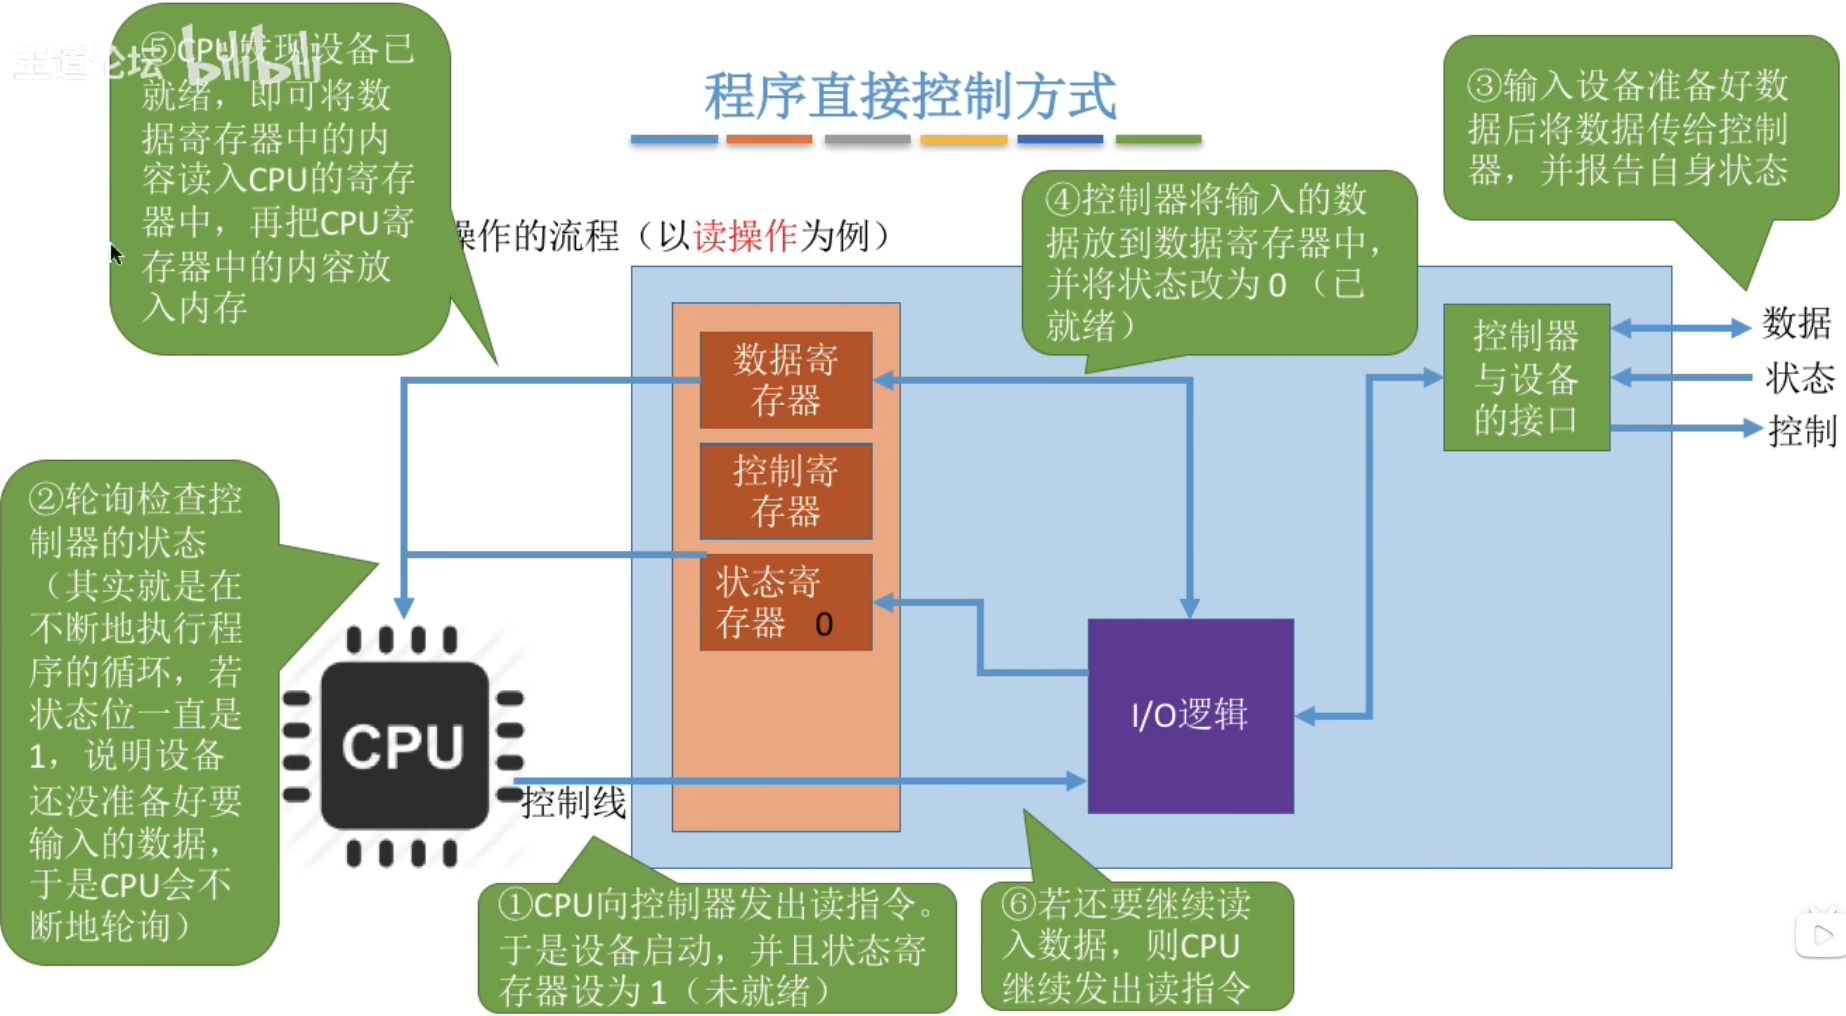 王道论坛 bilibili
程序直接控制方式
操作的流程（以读操作为例）
⑤CPU发现设备已
就绪，即可将数
据寄存器中的内
容读入CPU的寄存
器中，再把CPU寄
存器中的内容放
入内存
③输入设备准备好数
据后将数据传给控制
器，并报告自身状态
④控制器将输入的数
据放到数据寄存器中，
并将状态改为 0 （已
就绪）
数据寄
存器
控制寄
存器
状态寄
存器 0
控制器
与设备
的接口
数据
状态
控制
②轮询检查控
制器的状态
（其实就是在
不断地执行程
序的循环，若
状态位一直是
1，说明设备
还没准备好要
输入的数据，
于是CPU会不
断地轮询）
CPU
控制线
I/O逻辑
①CPU向控制器发出读指令。
于是设备启动，并且状态寄
存器设为 1（未就绪）
⑥若还要继续读
入数据，则CPU
继续发出读指令